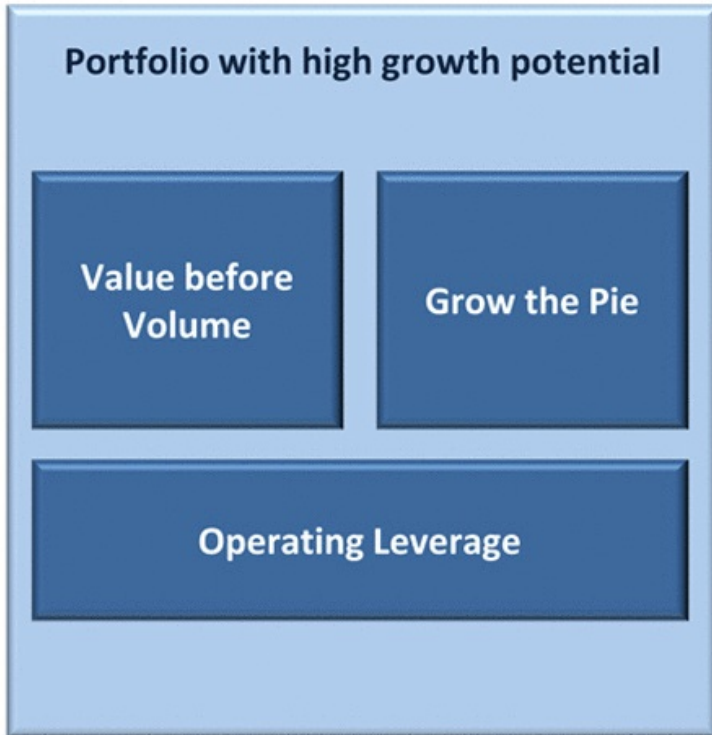 Portfolio with high growth potential
Value before
Volume
Grow the Pie
Operating Leverage